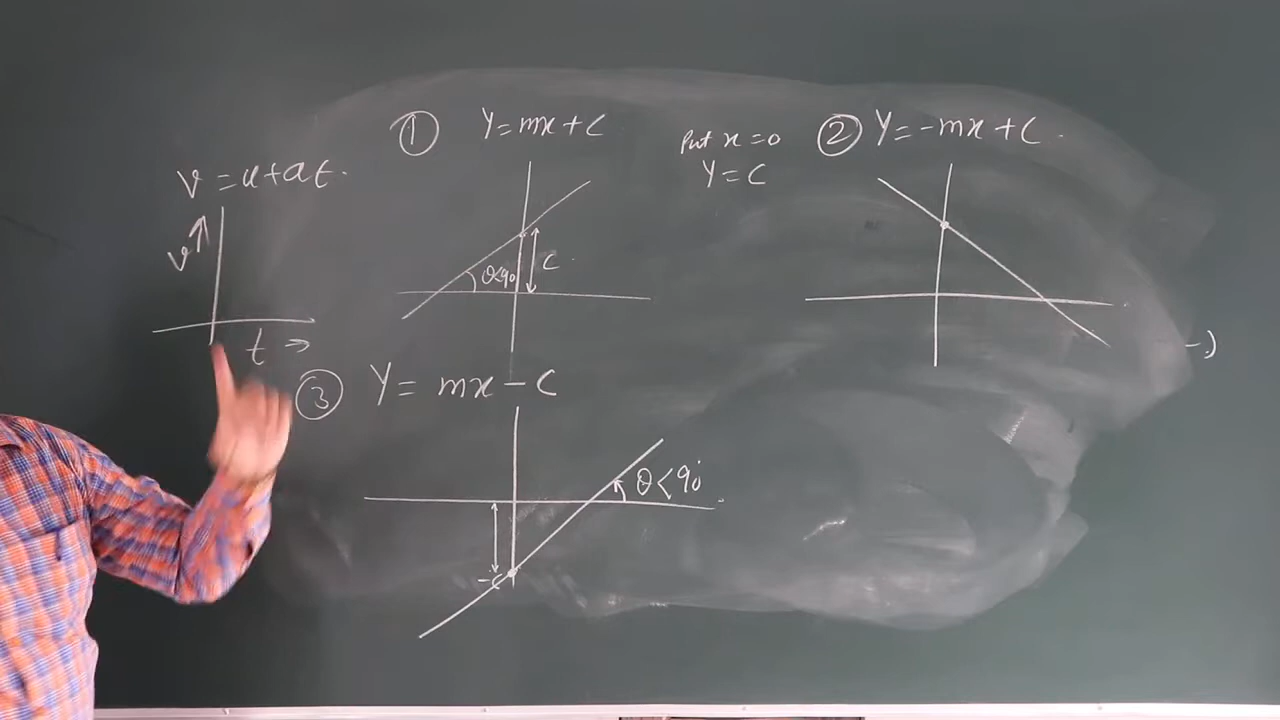 v = u + at.
v
t
① Y = mx + c
θ<90
c
Put x = 0
Y = c
② Y = -mx + c
③ Y = mx - c
θ < 90°
-c